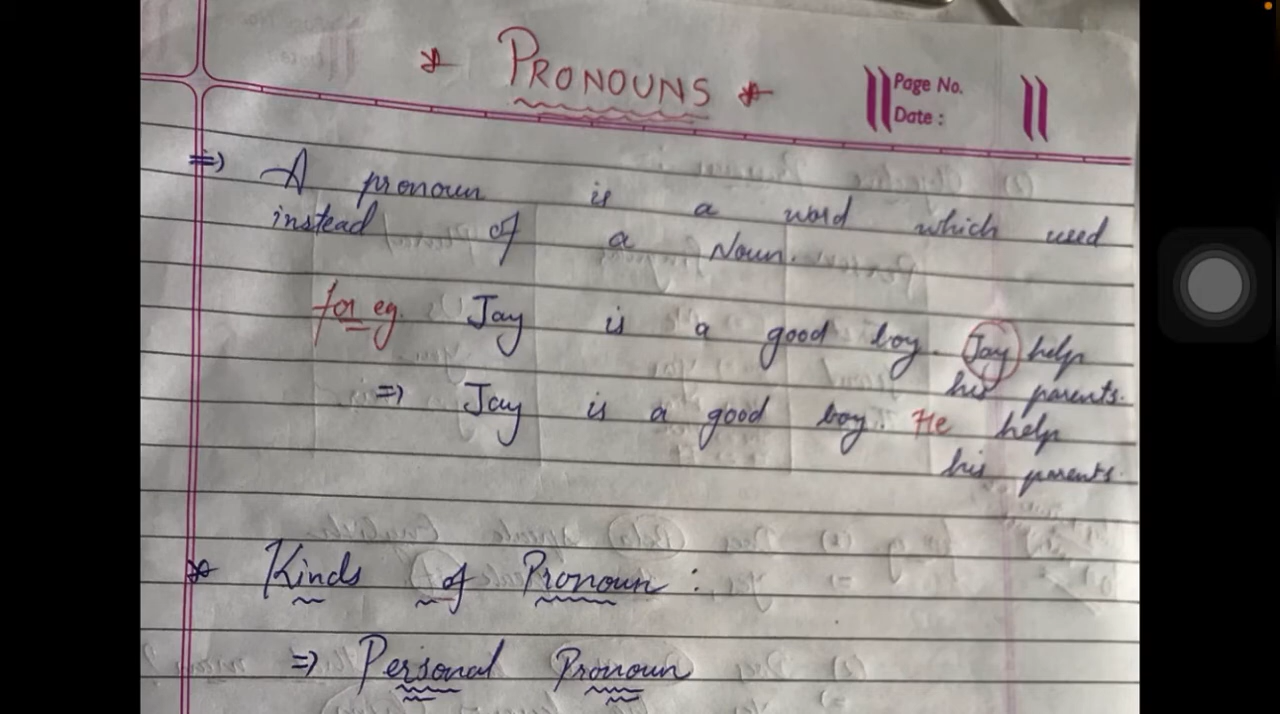 * PRONOUNS *
Page No.
Date :
⇒ A pronoun is a word which used
instead of a Noun.
for eg. Jay is a good boy. Jay help
his parents.
⇒ Jay is a good boy. He help
his parents.
* Kinds of Pronoun :
⇒ Personal Pronoun